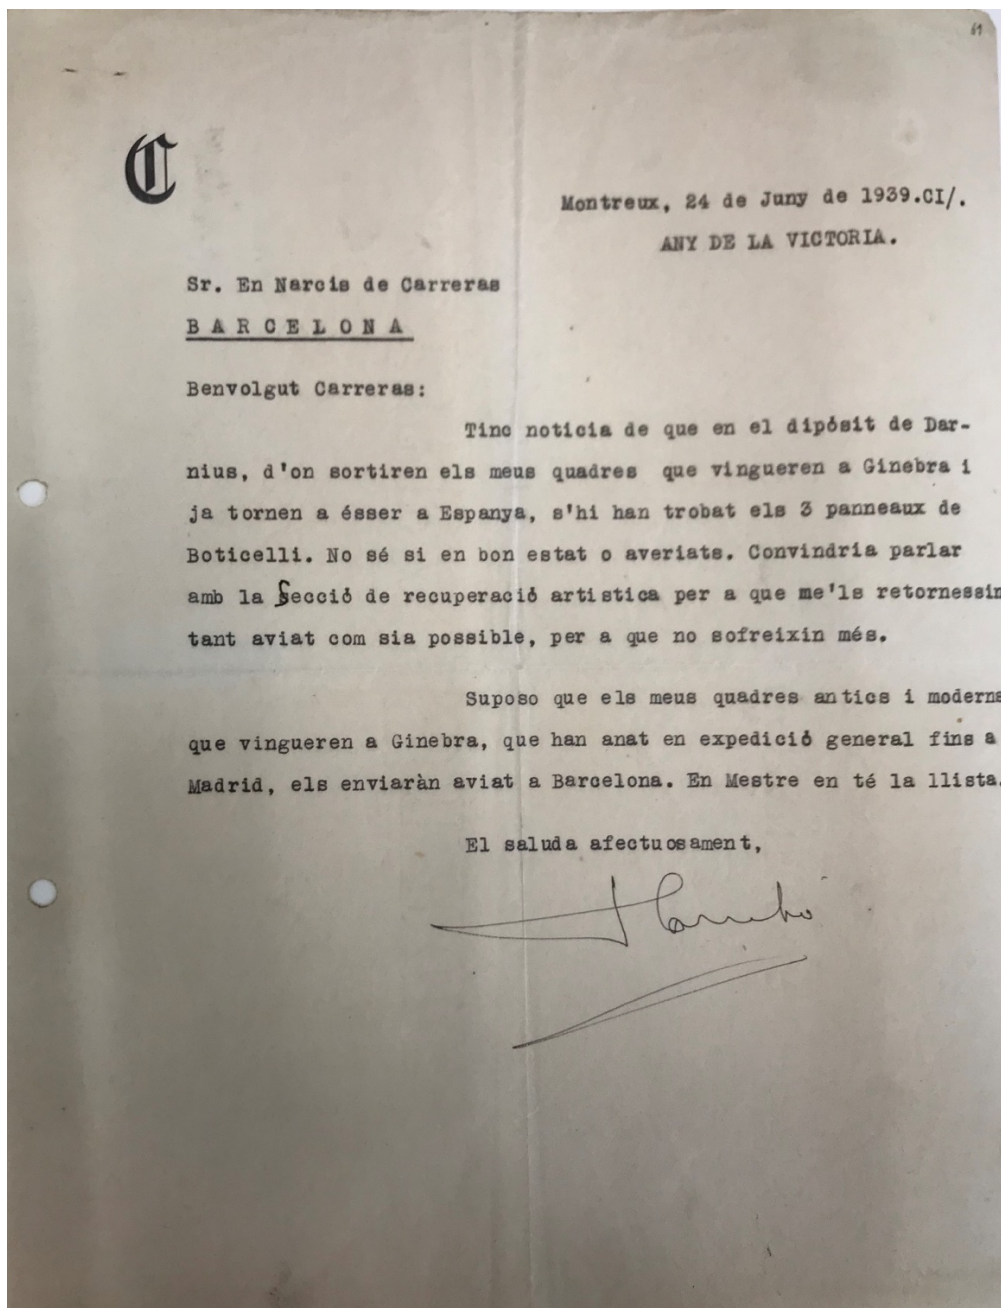 61
C
Montreux, 24 de Juny de 1939.CI/.
ANY DE LA VICTORIA.
Sr. En Narcis de Carreras
BARCELONA
Benvolgut Carreras:
Tinc noticia de que en el dipósit de Dar-
nius, d'on sortiren els meus quadres que vingueren a Ginebra i
ja tornen a ésser a Espanya, s'hi han trobat els 3 panneaux de
Boticelli. No sé si en bon estat o averiats. Convindria parlar
amb la Secció de recuperació artistica per a que me'ls retornessin
tant aviat com sia possible, per a que no sofreixin més.
Suposo que els meus quadres antics i moderns
que vingueren a Ginebra, que han anat en expedició general fins a
Madrid, els enviaràn aviat a Barcelona. En Mestre en té la llista.
El saluda afectuosament,